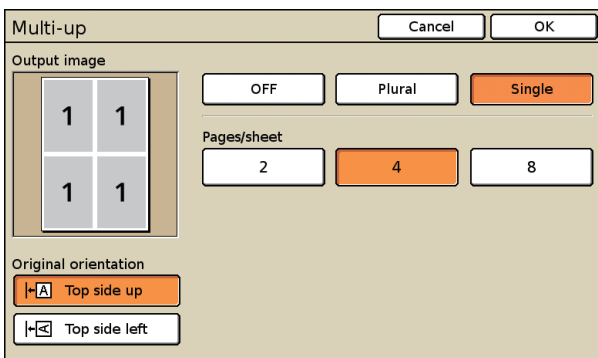 Multi-up
Cancel
OK
Output image
1 1
1 1
OFF
Plural
Single
Pages/sheet
2
4
8
Original orientation
A Top side up
A Top side left